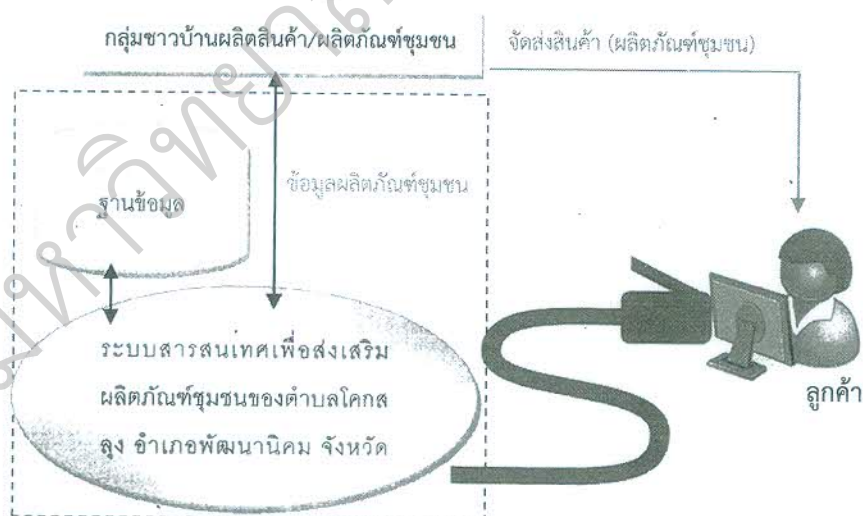 กลุ่มชาวบ้านผลิตสินค้า/ผลิตภัณฑ์ชุมชน
จัดส่งสินค้า (ผลิตภัณฑ์ชุมชน)
ฐานข้อมูล
ข้อมูลผลิตภัณฑ์ชุมชน
ระบบสารสนเทศเพื่อส่งเสริม
ผลิตภัณฑ์ชุมชนของตำบลโคกส
ลุง อำเภอพัฒนานิคม จังหวัด
ลูกค้า